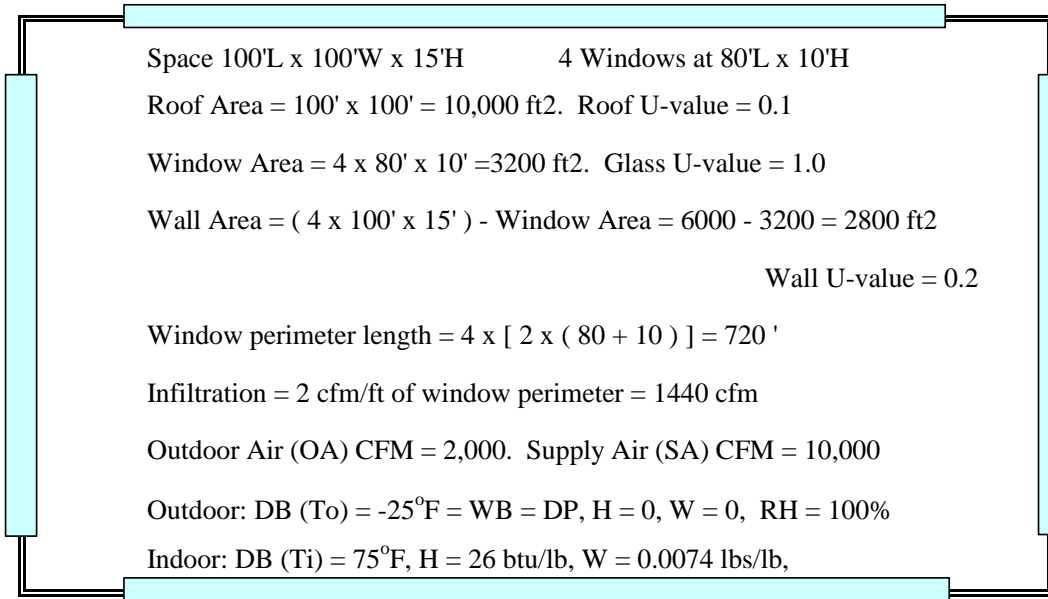 Space 100'L x 100'W x 15'H 4 Windows at 80'L x 10'H
Roof Area = 100' x 100' = 10,000 ft2. Roof U-value = 0.1
Window Area = 4 x 80' x 10' =3200 ft2. Glass U-value = 1.0
Wall Area = ( 4 x 100' x 15' ) - Window Area = 6000 - 3200 = 2800 ft2
Wall U-value = 0.2
Window perimeter length = 4 x [ 2 x ( 80 + 10 ) ] = 720 '
Infiltration = 2 cfm/ft of window perimeter = 1440 cfm
Outdoor Air (OA) CFM = 2,000. Supply Air (SA) CFM = 10,000
Outdoor: DB (To) = -25°F = WB = DP, H = 0, W = 0, RH = 100%
Indoor: DB (Ti) = 75°F, H = 26 btu/lb, W = 0.0074 lbs/lb,